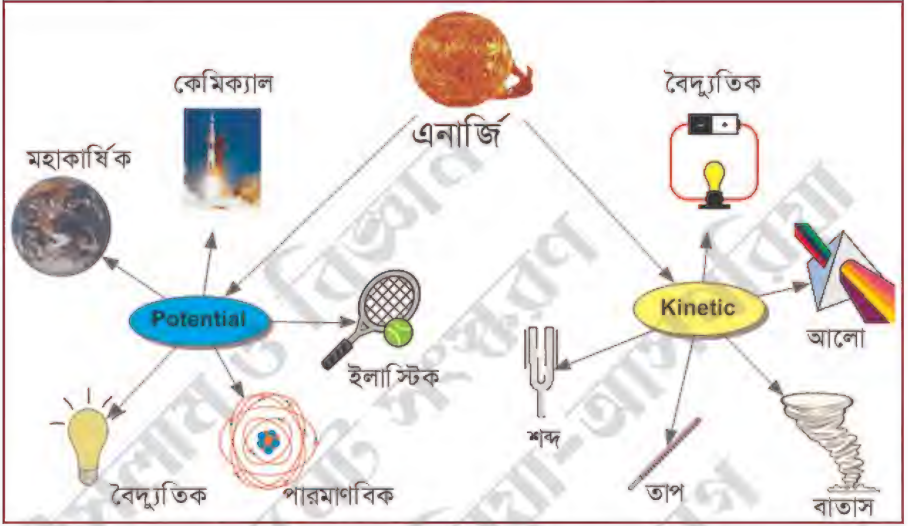 এনার্জি
কেমিক্যাল
মহাকার্ষিক
Potential
ইলাস্টিক
বৈদ্যুতিক
পারমাণবিক
বৈদ্যুতিক
Kinetic
আলো
শব্দ
তাপ
বাতাস